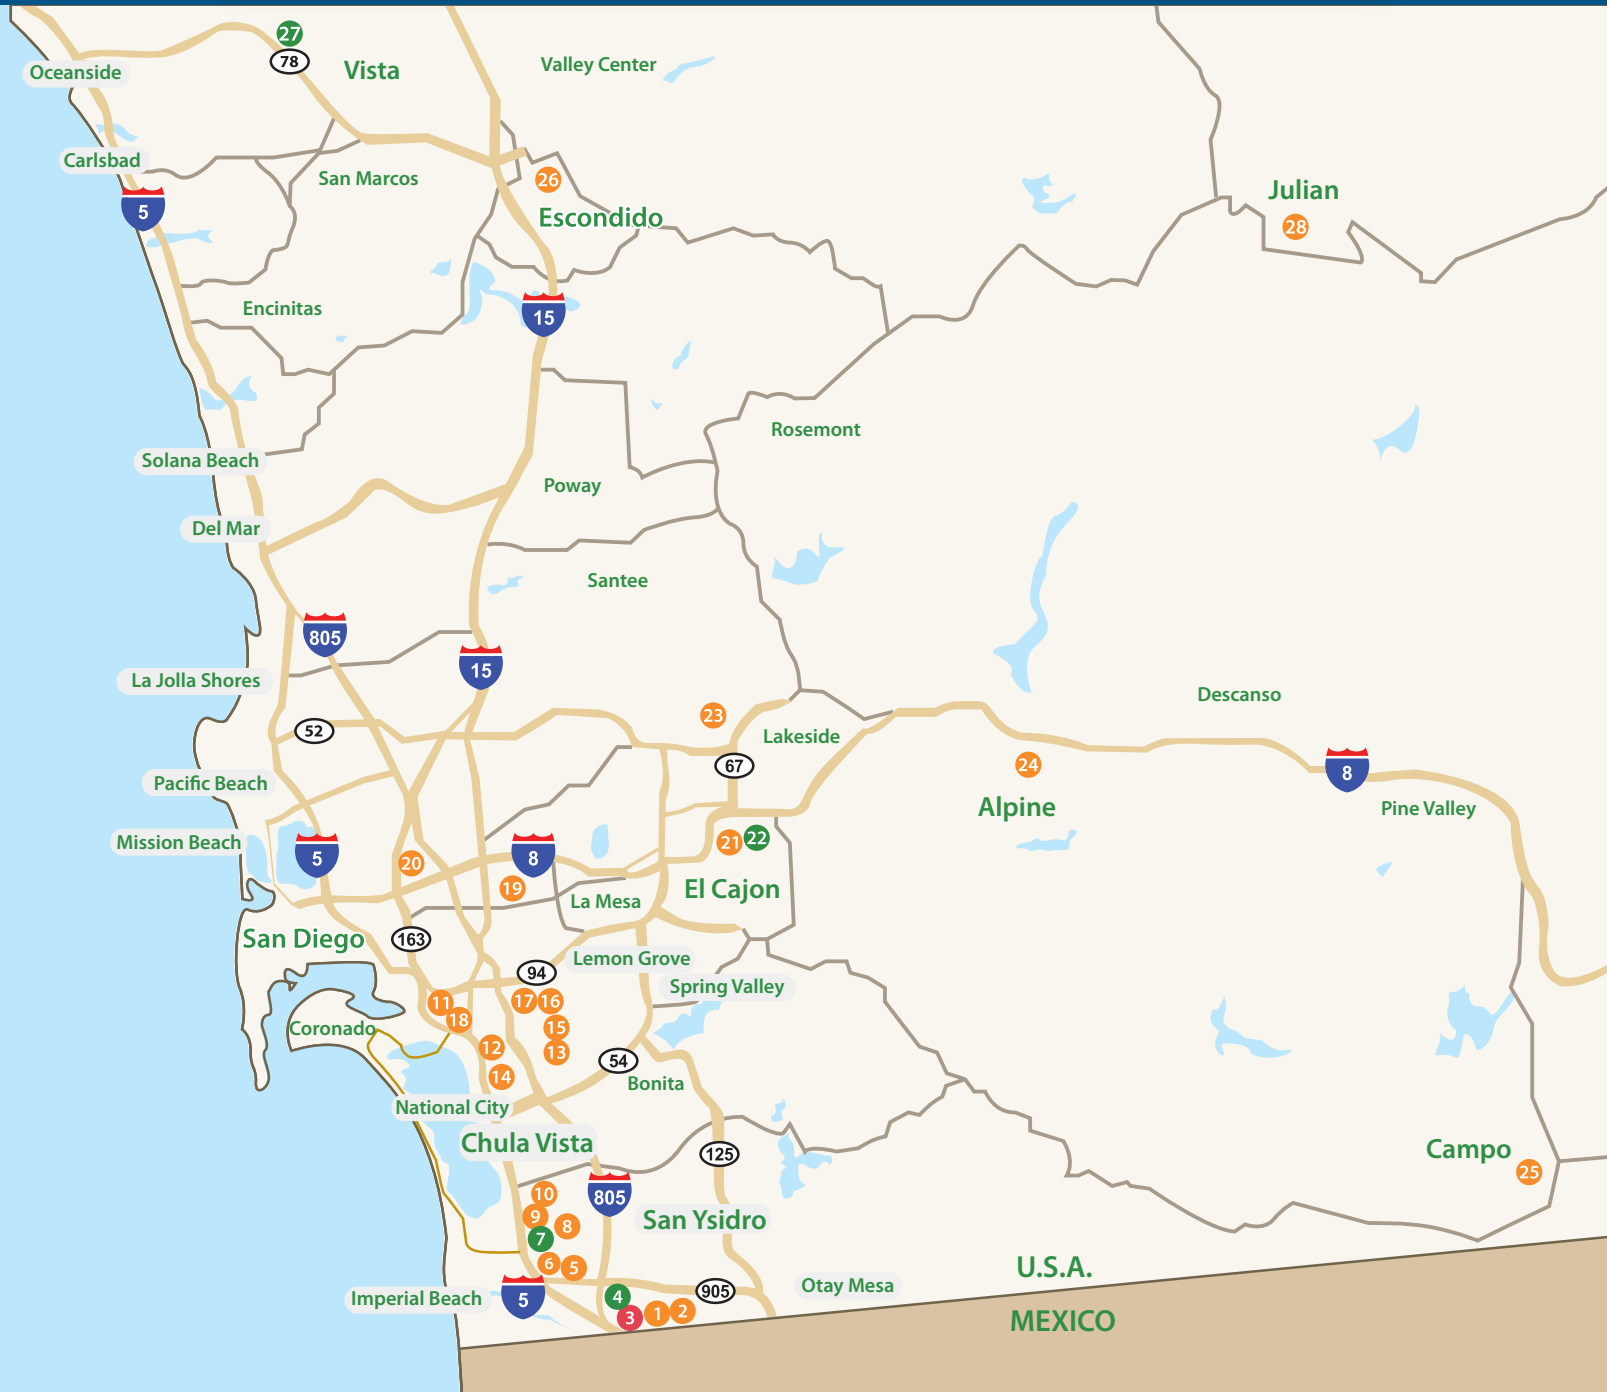 27
78
Vista
Valley Center
Oceanside
Carlsbad
San Marcos
26
Escondido
Julian
28
5
Encinitas
15
Rosemont
Solana Beach
Poway
Del Mar
Santee
805
15
La Jolla Shores
Descanso
52
23
Lakeside
67
24
8
Pacific Beach
Alpine
Pine Valley
Mission Beach
5
20
8
21
22
19
El Cajon
La Mesa
San Diego
163
Lemon Grove
94
Spring Valley
11
17
16
18
Coronado
15
12
13
54
14
Bonita
National City
Chula Vista
125
Campo
25
10
805
9
8
San Ysidro
7
6
5
U.S.A.
Otay Mesa
905
Imperial Beach
5
4
3
1
2
MEXICO